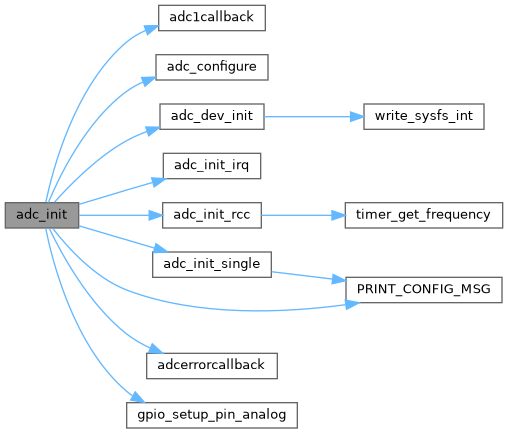 adc1callback
adc_configure
adc_dev_init
write_sysfs_int
adc_init_irq
adc_init
adc_init_rcc
timer_get_frequency
adc_init_single
PRINT_CONFIG_MSG
adcerrorcallback
gpio_setup_pin_analog